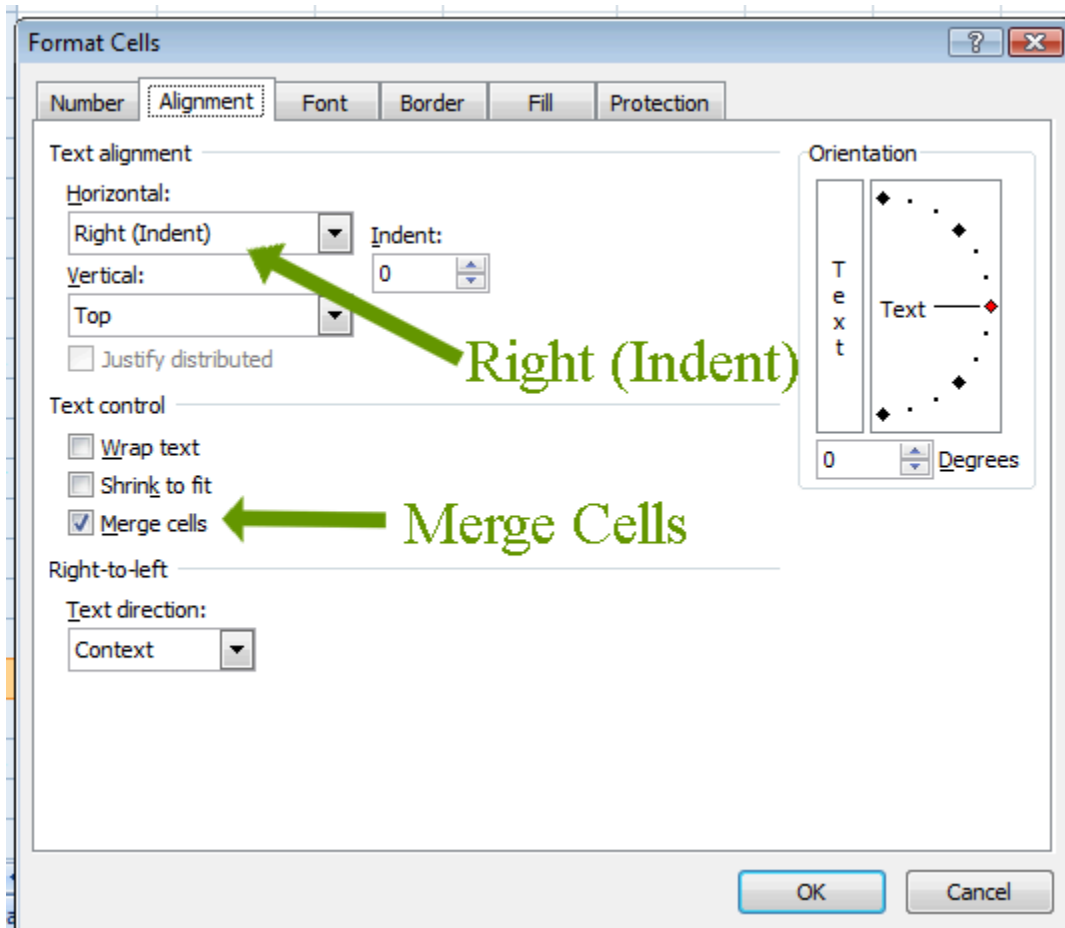 Format Cells
Number Alignment Font Border Fill Protection
Text alignment
Horizontal:
Right (Indent)
Indent:
0
Vertical:
Top
Justify distributed
Right (Indent)
Text control
Wrap text
Shrink to fit
Merge cells
Merge Cells
Right-to-left
Text direction:
Context
Orientation
Text
Text
0 Degrees
OK Cancel